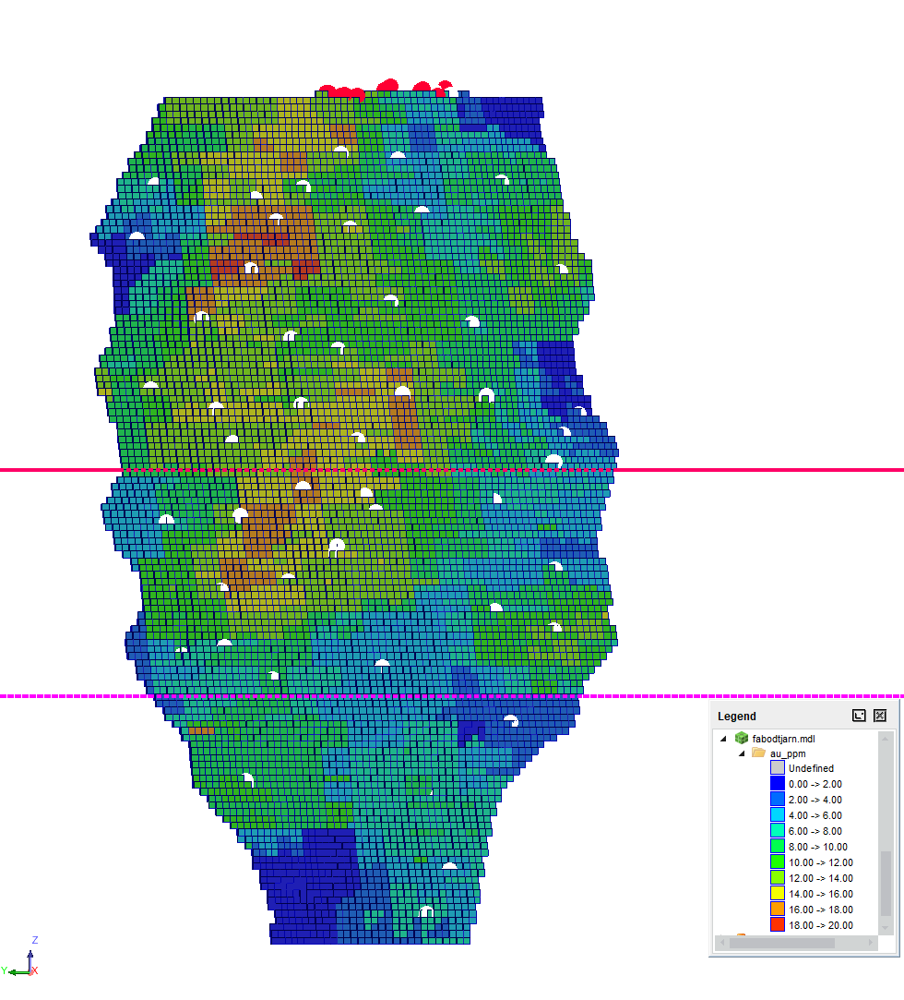 Legend
fabodtjarn.mdl
au_ppm
Undefined
0.00 -> 2.00
2.00 -> 4.00
4.00 -> 6.00
6.00 -> 8.00
8.00 -> 10.00
10.00 -> 12.00
12.00 -> 14.00
14.00 -> 16.00
16.00 -> 18.00
18.00 -> 20.00
Z
Y X